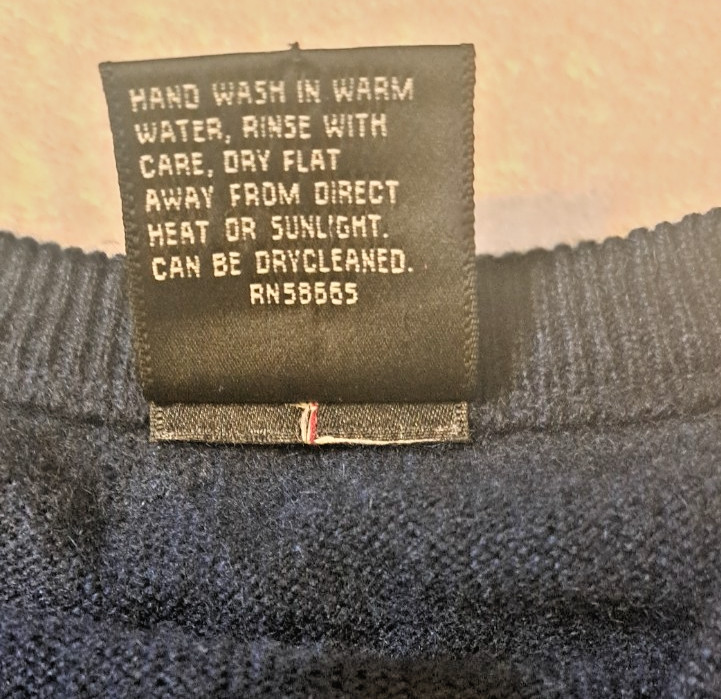 HAND WASH IN WARM
WATER, RINSE WITH
CARE, DRY FLAT
AWAY FROM DIRECT
HEAT OR SUNLIGHT.
CAN BE DRYCLEANED.
RN58665